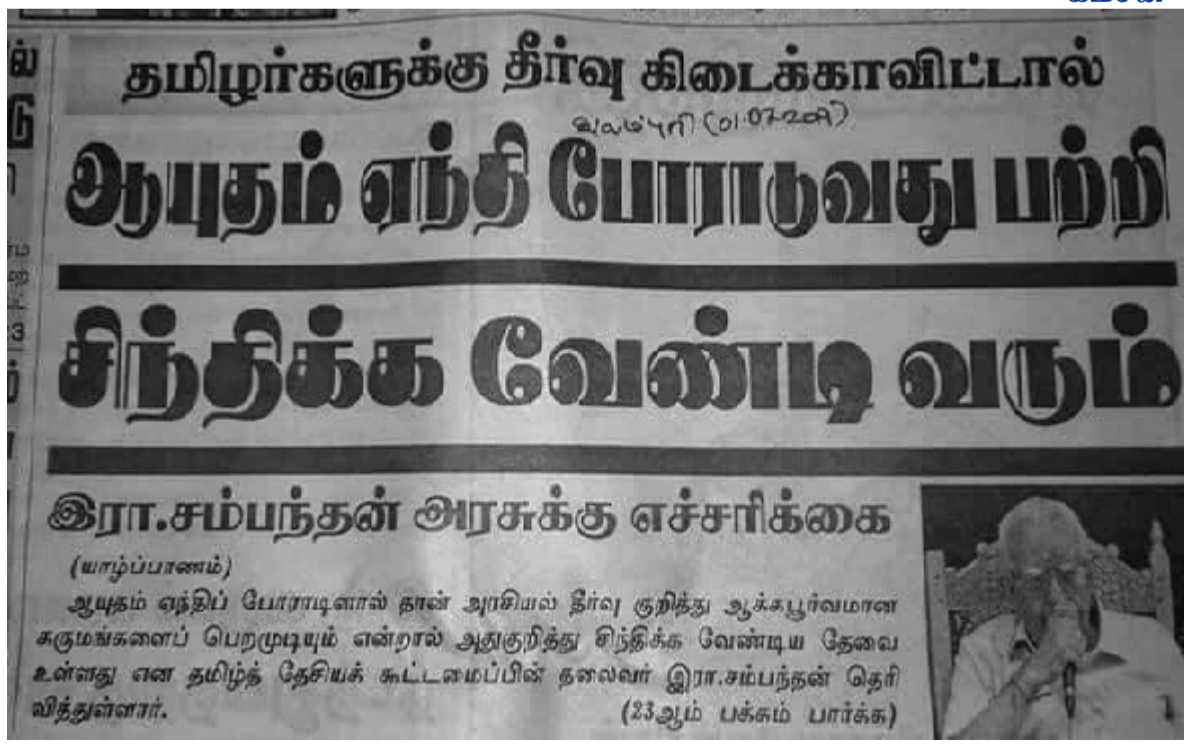 தமிழர்களுக்கு தீர்வு கிடைக்காவிட்டால்
வலம்புரி (01-07-2019)
ஆயுதம் ஏந்தி போராடுவது பற்றி
சிந்திக்க வேண்டி வரும்
இரா.சம்பந்தன் அரசுக்கு எச்சரிக்கை
(யாழ்ப்பாணம்)
ஆயுதம் ஏந்திப் போராடினால் தான் அரசியல் தீர்வு குறித்து ஆக்கபூர்வமான
கருமங்களைப் பெறமுடியும் என்றால் அதுகுறித்து சிந்திக்க வேண்டிய தேவை
உள்ளது என தமிழ்த் தேசியக் கூட்டமைப்பின் தலைவர் இரா.சம்பந்தன் தெரி
வித்துள்ளார்.
(23ஆம் பக்கம் பார்க்க)